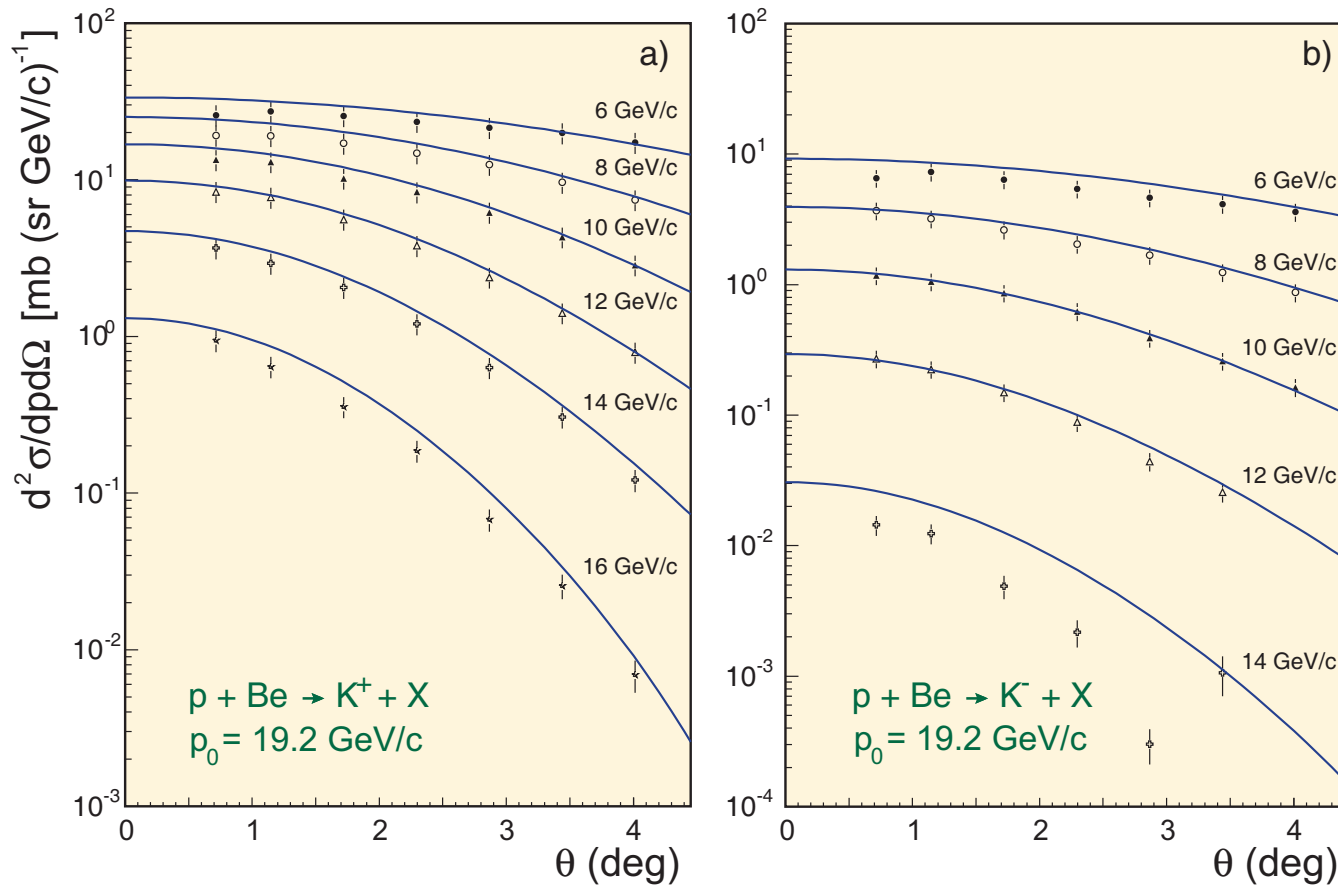 d²σ/dpdΩ [mb (sr GeV/c)⁻¹]
10²
10¹
10⁰
10⁻¹
10⁻²
10⁻³
a)
6 GeV/c
8 GeV/c
10 GeV/c
12 GeV/c
14 GeV/c
16 GeV/c
p + Be → K⁺ + X
p₀ = 19.2 GeV/c
0 1 2 3 4
θ (deg)
10²
10¹
10⁰
10⁻¹
10⁻²
10⁻³
10⁻⁴
b)
6 GeV/c
8 GeV/c
10 GeV/c
12 GeV/c
14 GeV/c
p + Be → K⁻ + X
p₀ = 19.2 GeV/c
0 1 2 3 4
θ (deg)